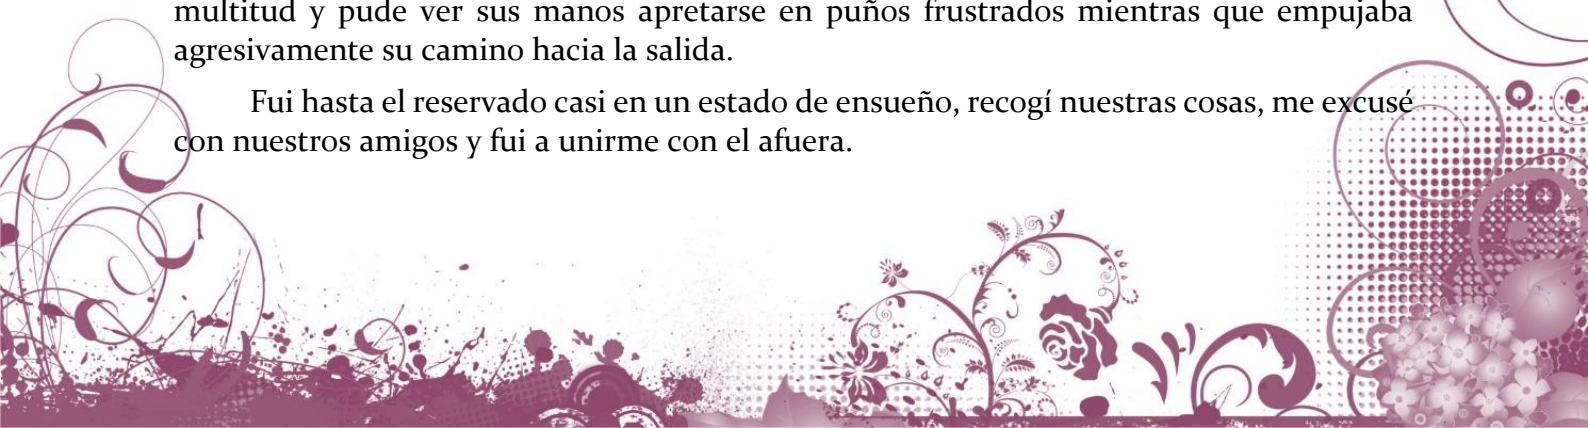 multitud y pude ver sus manos apretarse en puños frustrados mientras que empujaba
agresivamente su camino hacia la salida.
Fui hasta el reservado casi en un estado de ensueño, recogí nuestras cosas, me excusé
con nuestros amigos y fui a unirme con el afuera.